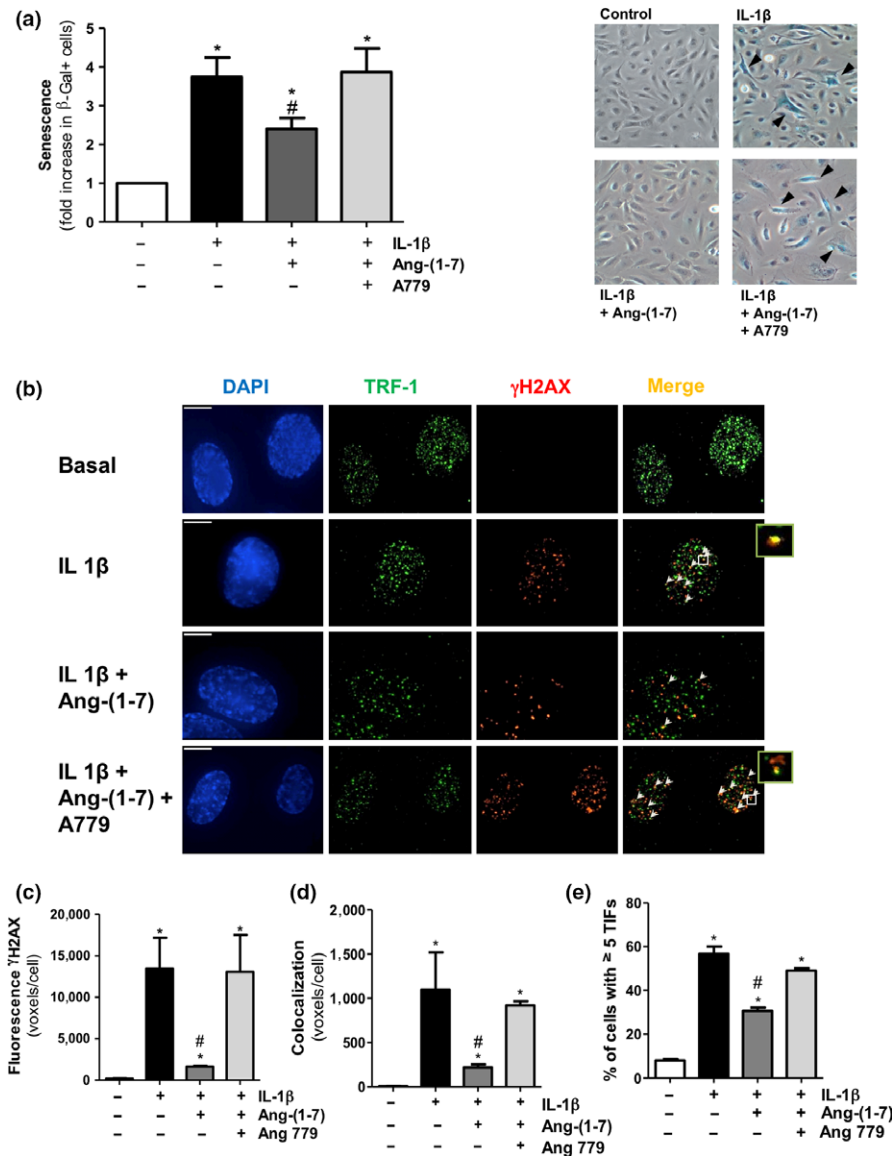 (a)
Senescence
(fold increase in β-Gal+ cells)
5
4
3
2
1
0
*
*
#
*
– + + + IL-1β
– – + + Ang-(1-7)
– – – + A779
Control
IL-1β
IL-1β
+ Ang-(1-7)
IL-1β
+ Ang-(1-7)
+ A779
(b)
DAPI TRF-1 γH2AX Merge
Basal
IL 1β
IL 1β +
Ang-(1-7)
IL 1β +
Ang-(1-7) +
A779
(c)
Fluorescence γH2AX
(voxels/cell)
20,000
15,000
10,000
5,000
0
*
#
*
*
– + + + IL-1β
– – + + Ang-(1-7)
– – – + Ang 779
(d)
Colocalization
(voxels/cell)
2,000
1,500
1,000
500
0
*
#
*
*
– + + + IL-1β
– – + + Ang-(1-7)
– – – + Ang 779
(e)
% of cells with ≥ 5 TIFs
80
60
40
20
0
*
#
*
*
– + + + IL-1β
– – + + Ang-(1-7)
– – – + Ang 779